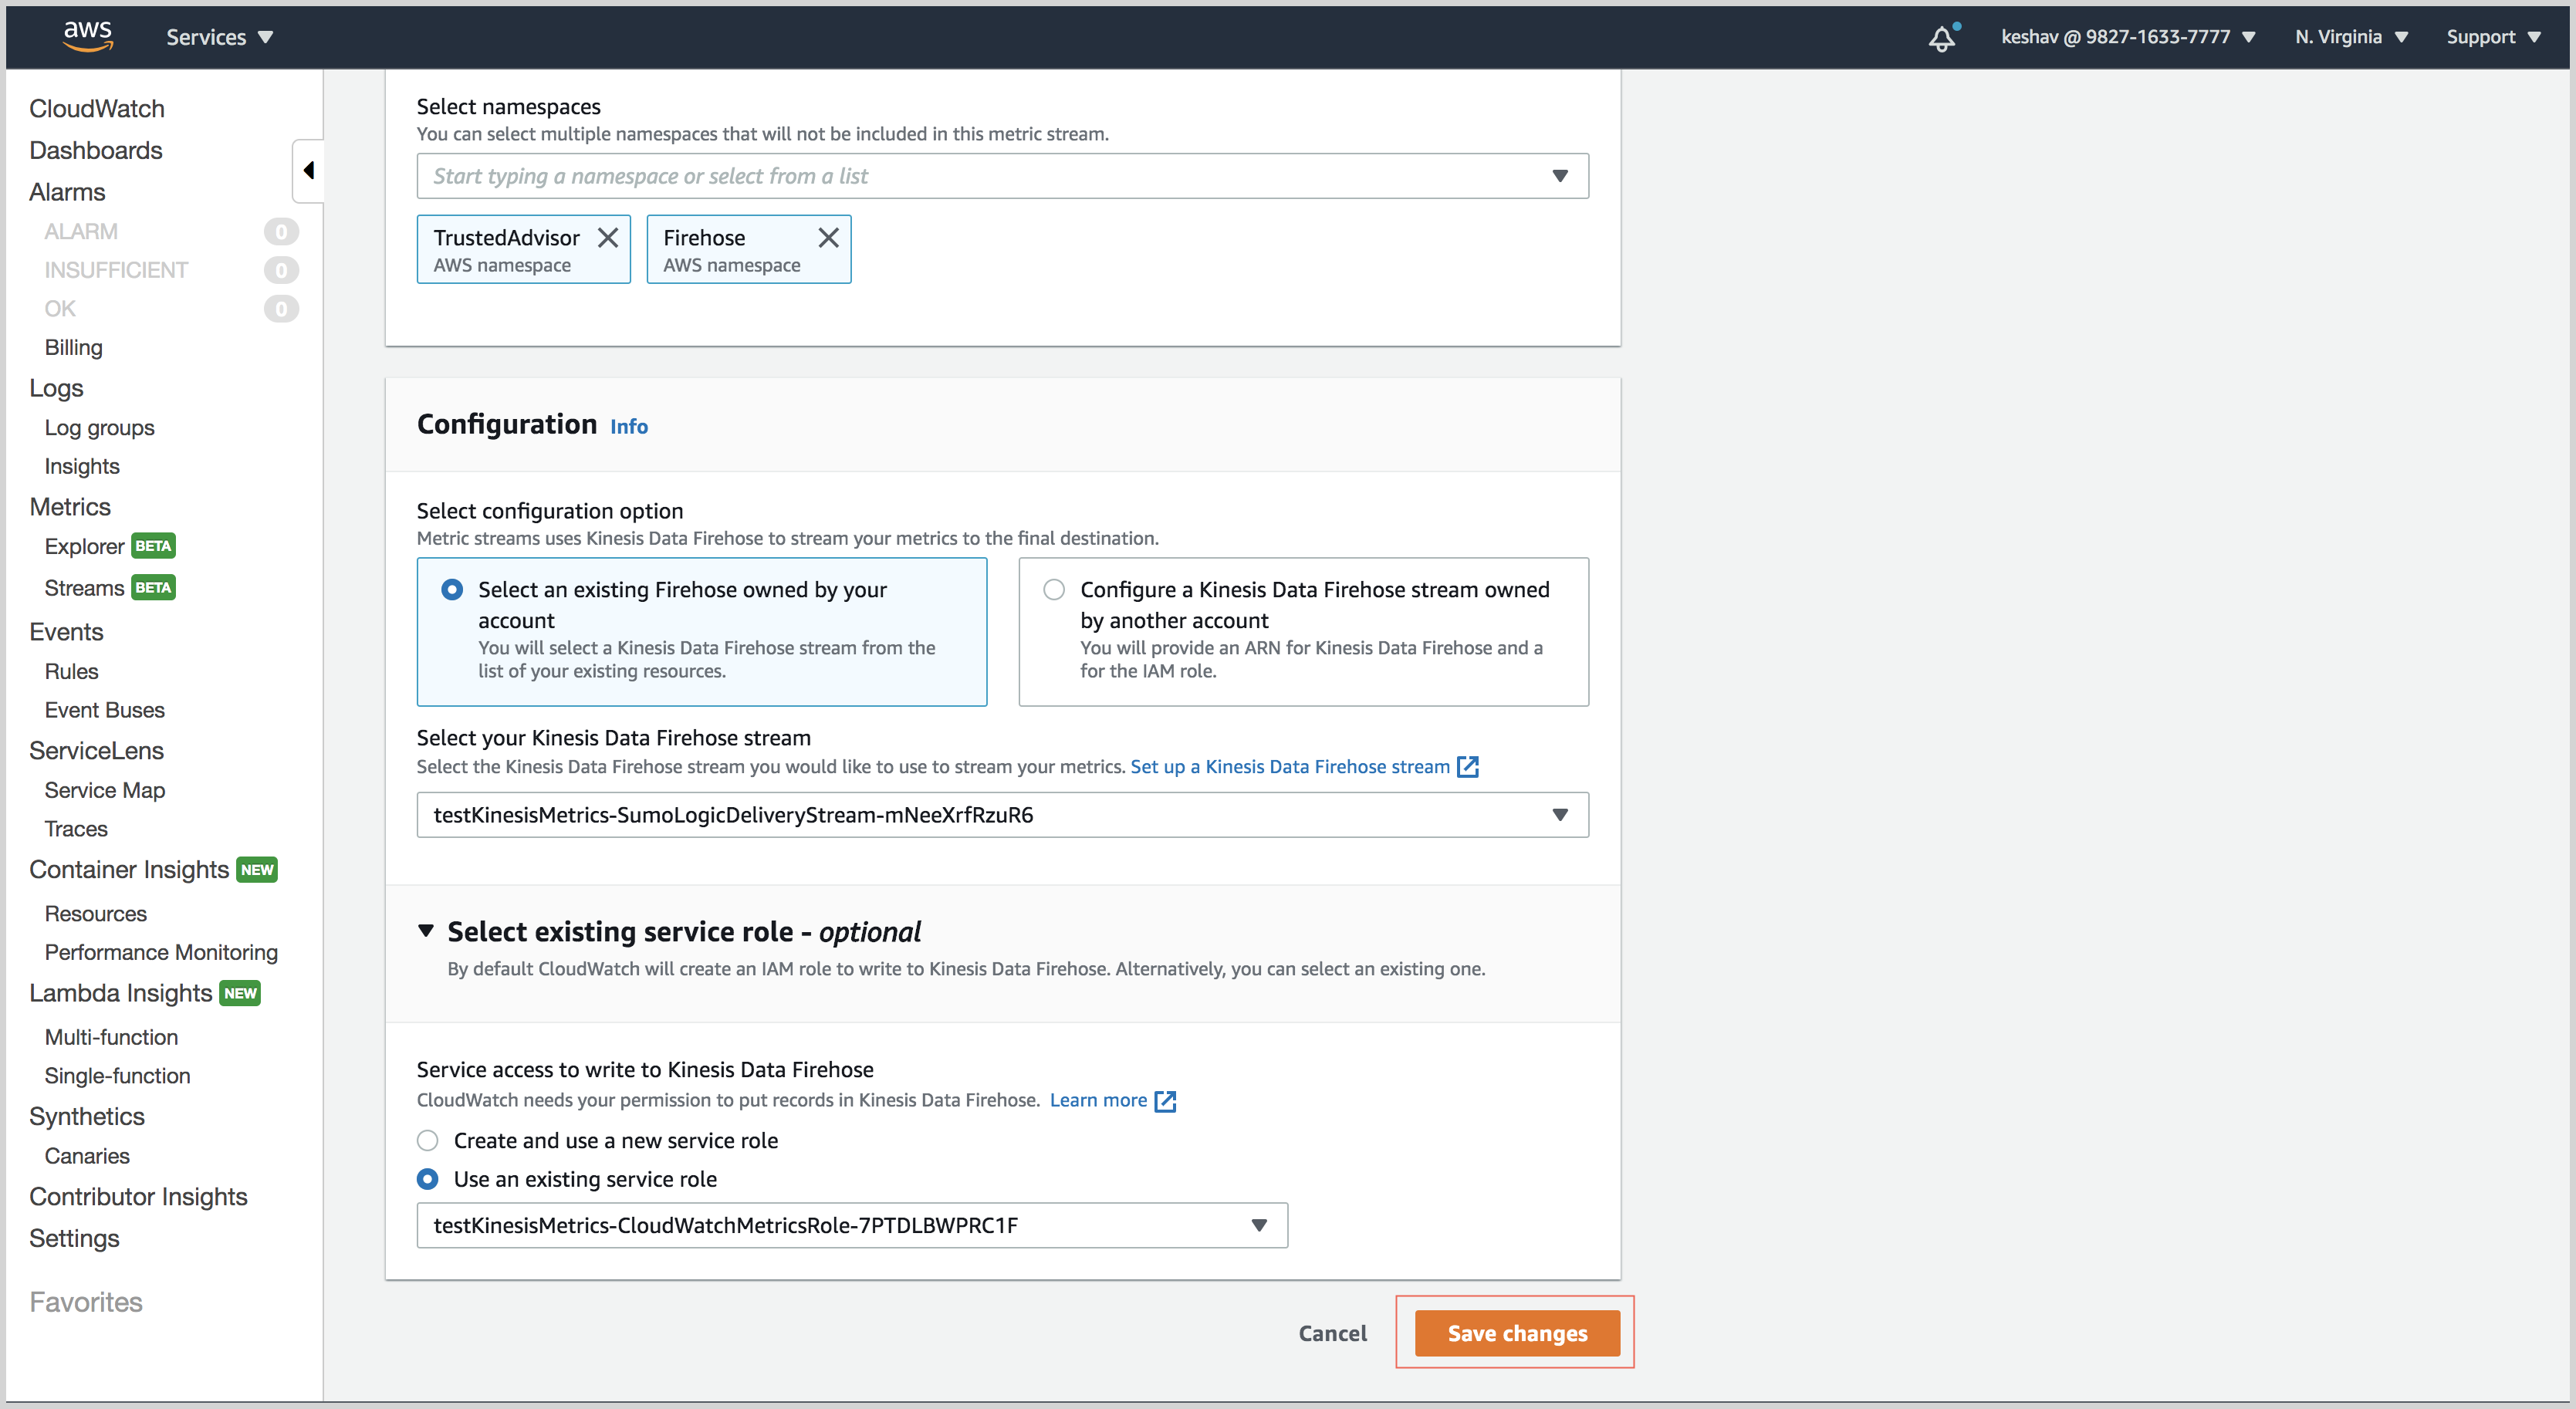 aws
Services
keshav @ 9827-1633-7777
N. Virginia
Support
CloudWatch
Dashboards
Alarms
ALARM 0
INSUFFICIENT 0
OK 0
Billing
Logs
Log groups
Insights
Metrics
Explorer BETA
Streams BETA
Events
Rules
Event Buses
ServiceLens
Service Map
Traces
Container Insights NEW
Resources
Performance Monitoring
Lambda Insights NEW
Multi-function
Single-function
Synthetics
Canaries
Contributor Insights
Settings
Favorites
Select namespaces
You can select multiple namespaces that will not be included in this metric stream.
Start typing a namespace or select from a list
TrustedAdvisor
AWS namespace
Firehose
AWS namespace
Configuration Info
Select configuration option
Metric streams uses Kinesis Data Firehose to stream your metrics to the final destination.
Select an existing Firehose owned by your
account
You will select a Kinesis Data Firehose stream from the
list of your existing resources.
Configure a Kinesis Data Firehose stream owned
by another account
You will provide an ARN for Kinesis Data Firehose and a
for the IAM role.
Select your Kinesis Data Firehose stream
Select the Kinesis Data Firehose stream you would like to use to stream your metrics. Set up a Kinesis Data Firehose stream
testKinesisMetrics-SumoLogicDeliveryStream-mNeeXrfRzuR6
Select existing service role - optional
By default CloudWatch will create an IAM role to write to Kinesis Data Firehose. Alternatively, you can select an existing one.
Service access to write to Kinesis Data Firehose
CloudWatch needs your permission to put records in Kinesis Data Firehose. Learn more
Create and use a new service role
Use an existing service role
testKinesisMetrics-CloudWatchMetricsRole-7PTDLBWPRC1F
Cancel
Save changes